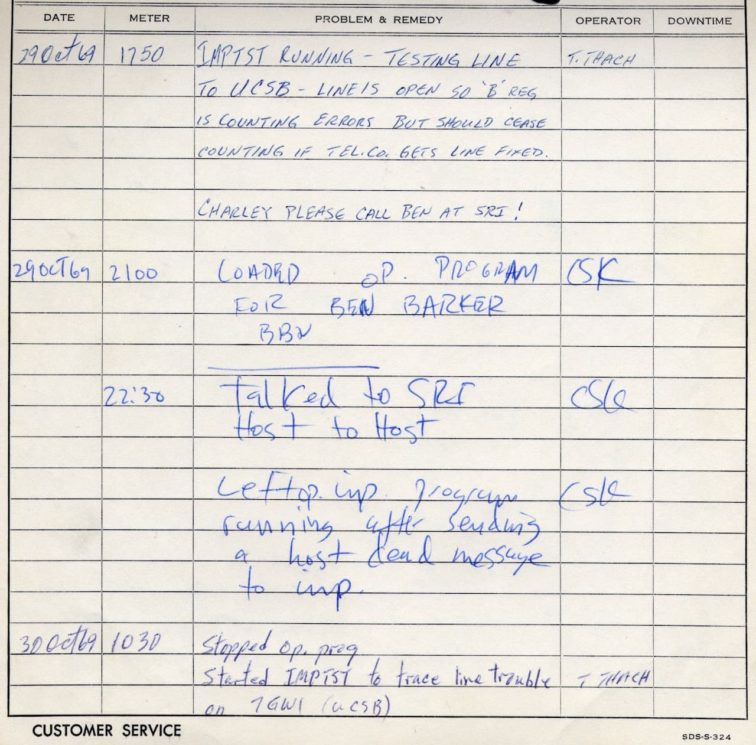 DATE METER PROBLEM & REMEDY OPERATOR DOWNTIME
29 Oct 69 1750 IMPTST RUNNING - TESTING LINE T. THACH
TO UCSB - LINE IS OPEN SO 'B' REG
IS COUNTING ERRORS BUT SHOULD CEASE
COUNTING IF TEL.CO. GETS LINE FIXED.
CHARLEY PLEASE CALL BEN AT SRI!
29 OCT 69 2100 LOADED OP. PROGRAM CSK
FOR BEN BARKER
BBN
22:30 Talked to SRI CSK
Host to Host
Left op. imp. program CSK
running after sending
a host dead message
to imp.
30 Oct 69 1030 Stopped op. prog
Started IMPTST to trace line trouble T THACH
on (UCSB)
CUSTOMER SERVICE SDS-S-324